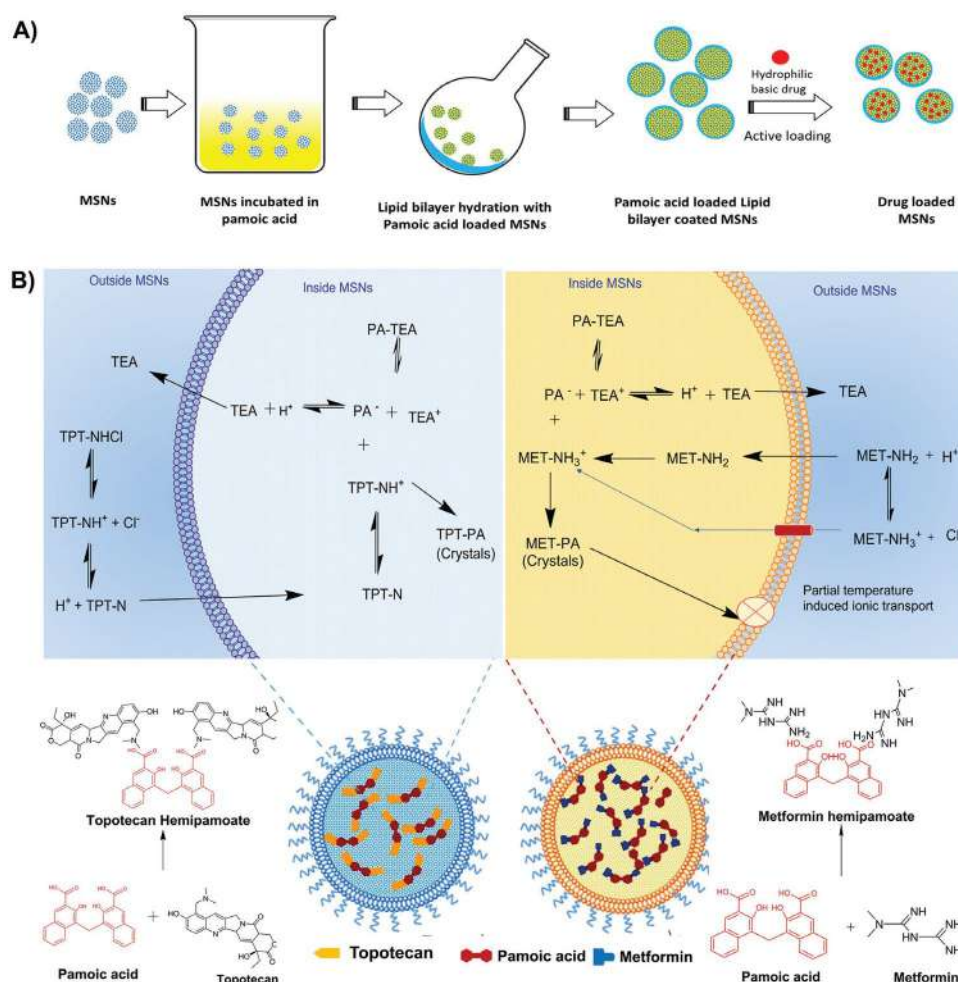 A)
MSNs
MSNs incubated in
pamoic acid
Lipid bilayer hydration with
Pamoic acid loaded MSNs
Pamoic acid loaded Lipid
bilayer coated MSNs
Hydrophilic
basic drug
Active loading
Drug loaded
MSNs
B)
Outside MSNs
Inside MSNs
PA-TEA
TEA
TEA + H⁺
PA⁻ + TEA⁺
+
TPT-NHCl
TPT-NH⁺
TPT-NH⁺ + Cl⁻
TPT-PA
(Crystals)
H⁺ + TPT-N
TPT-N
Inside MSNs
Outside MSNs
PA-TEA
PA⁻ + TEA⁺
H⁺ + TEA
TEA
+
MET-NH₃⁺
MET-NH₂
MET-NH₂ + H⁺
MET-PA
(Crystals)
MET-NH₃⁺ + Cl
Partial temperature
induced ionic transport
Topotecan Hemipamoate
Pamoic acid
+
Topotecan
Metformin hemipamoate
Pamoic acid
+
Metformin
Topotecan
Pamoic acid
Metformin